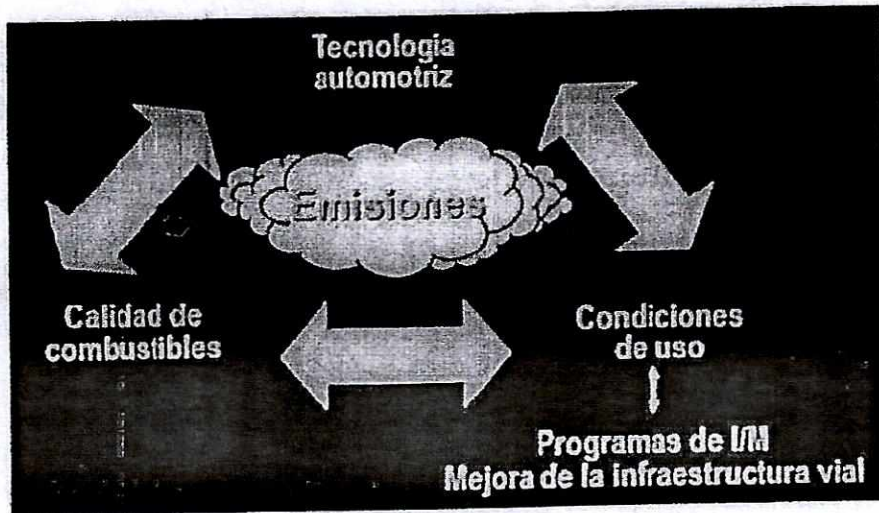 Tecnologia
automotriz
Emisiones
Calidad de
combustibles
Condiciones
de uso
Programas de I/M
Mejora de la infraestructura vial